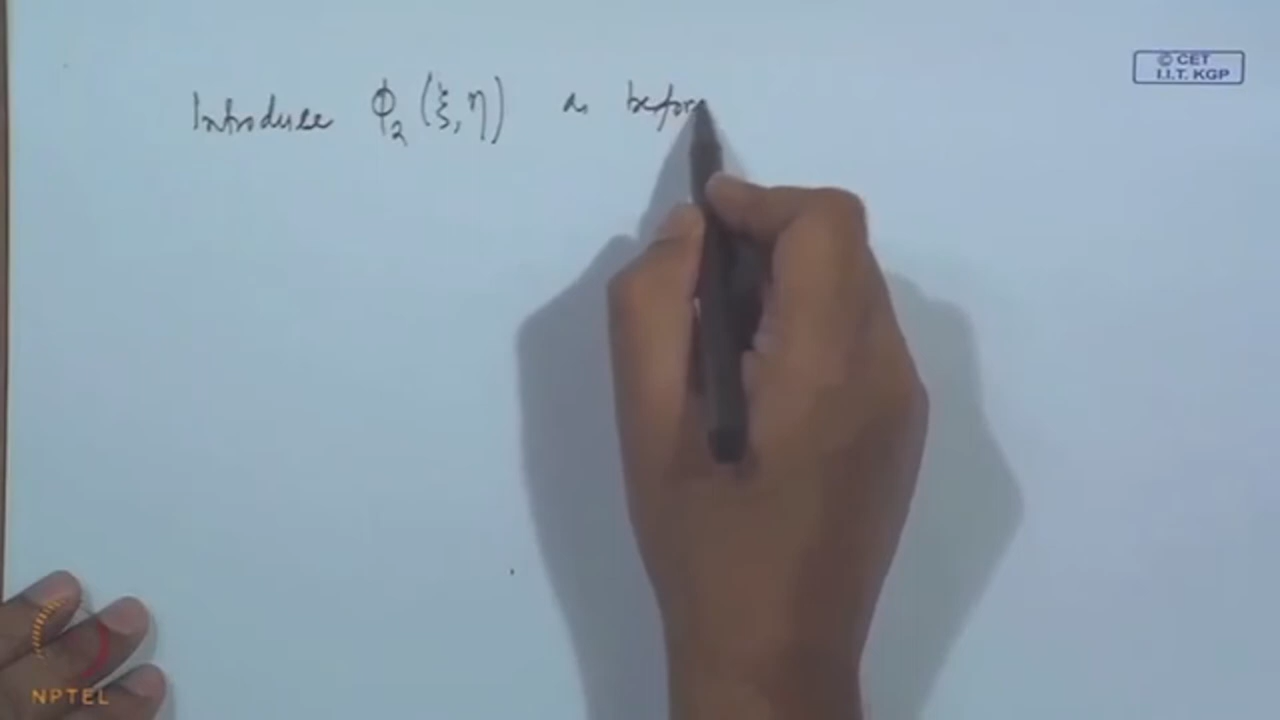 Introduce Φ₂(ξ, η) as before
© CET
I.I.T. KGP
NPTEL